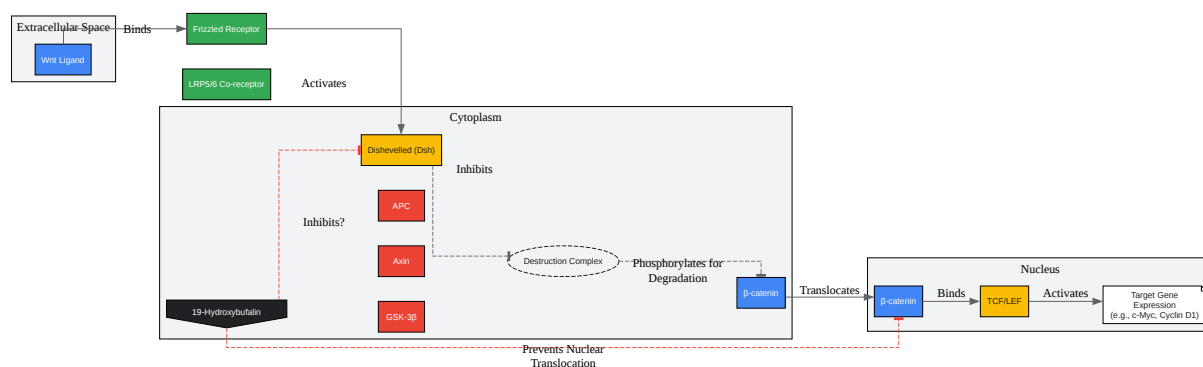 Extracellular Space
Binds
Frizzled Receptor
Wnt Ligand
LRP5/6 Co-receptor
Activates
Cytoplasm
Dishevelled (Dsh)
Inhibits
APC
Inhibits?
Axin
Destruction Complex
Phosphorylates for
Degradation
β-catenin
Translocates
Nucleus
β-catenin
Binds
TCF/LEF
Activates
Target Gene
Expression
(e.g., c-Myc, Cyclin D1)
19-Hydroxybufalin
GSK-3β
Prevents Nuclear
Translocation